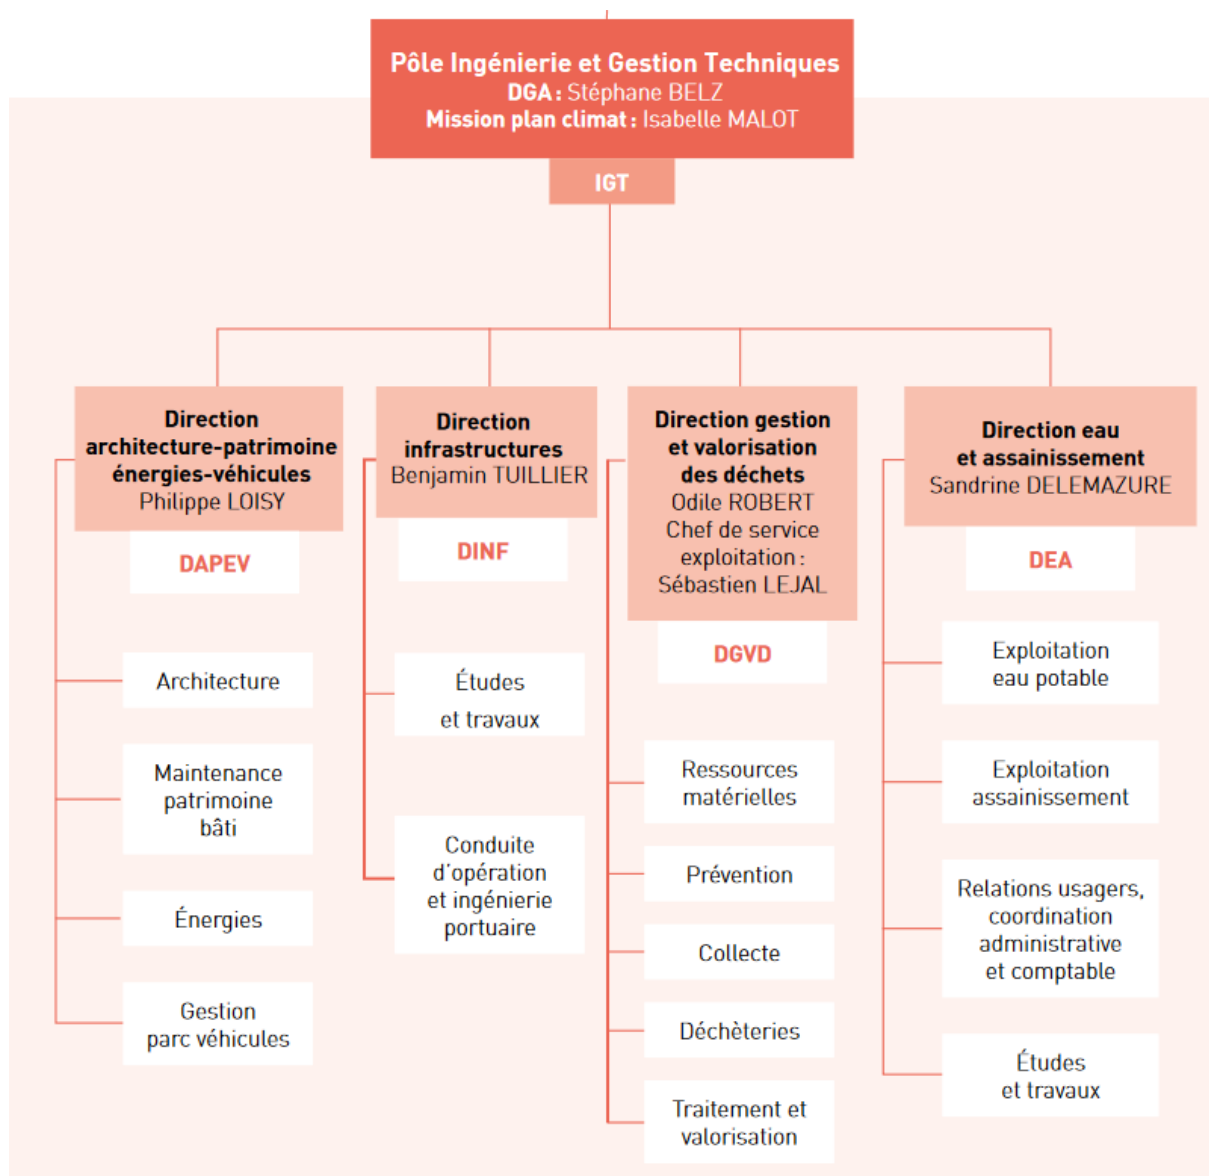 Pôle Ingénierie et Gestion Techniques
DGA : Stéphane BELZ
Mission plan climat : Isabelle MALOT
IGT
Direction
architecture-patrimoine
énergies-véhicules
Philippe LOISY
DAPEV
Architecture
Maintenance
patrimoine
bâti
Énergies
Gestion
parc véhicules
Direction
infrastructures
Benjamin TUILLIER
DINF
Études
et travaux
Conduite
d’opération
et ingénierie
portuaire
Direction gestion
et valorisation
des déchets
Odile ROBERT
Chef de service
exploitation :
Sébastien LEJAL
DGVD
Ressources
matérielles
Prévention
Collecte
Déchèteries
Traitement et
valorisation
Direction eau
et assainissement
Sandrine DELEMAZURE
DEA
Exploitation
eau potable
Exploitation
assainissement
Relations usagers,
coordination
administrative
et comptable
Études
et travaux